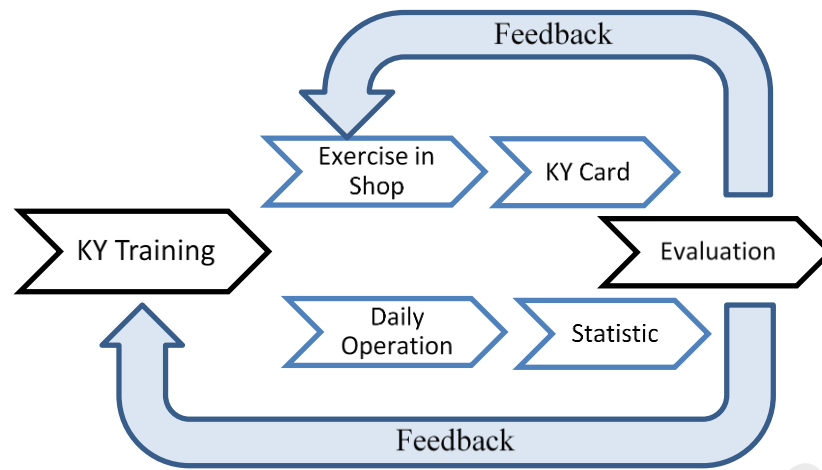 Feedback
Exercise in
Shop
KY Card
KY Training
Evaluation
Daily
Operation
Statistic
Feedback